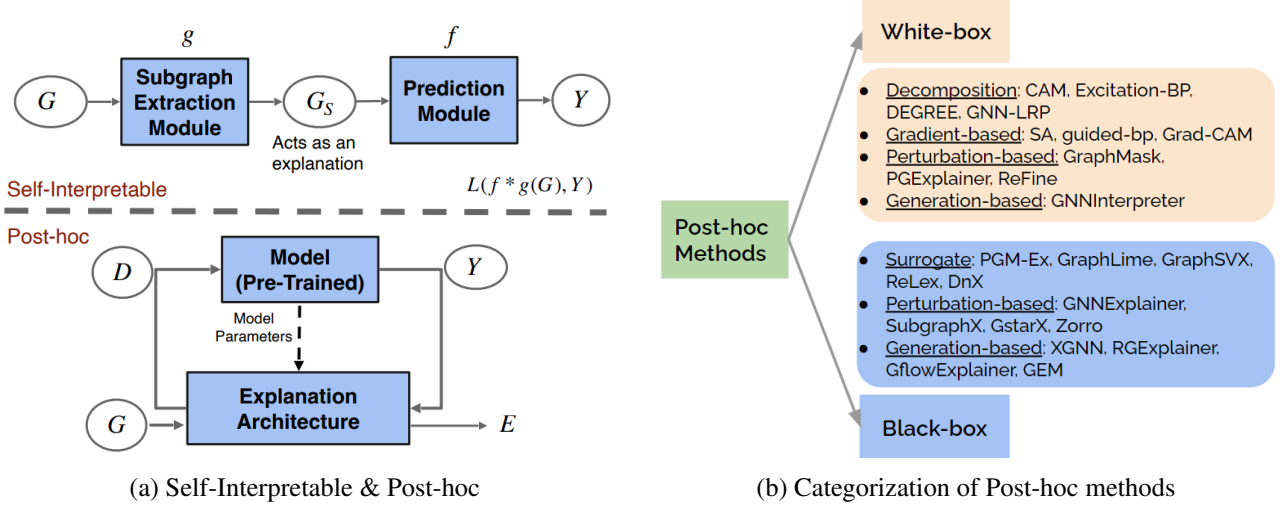 g
f
G
Subgraph
Extraction
Module
G_S
Prediction
Module
Y
Acts as an
explanation
Self-Interpretable
L(f * g(G), Y)
Post-hoc
D
Model
(Pre-Trained)
Y
Model
Parameters
Explanation
Architecture
G
E
(a) Self-Interpretable & Post-hoc
White-box
● Decomposition: CAM, Excitation-BP,
DEGREE, GNN-LRP
● Gradient-based: SA, guided-bp, Grad-CAM
● Perturbation-based: GraphMask,
PGExplainer, ReFine
● Generation-based: GNNInterpreter
Post-hoc
Methods
● Surrogate: PGM-Ex, GraphLime, GraphSVX,
ReLex, DnX
● Perturbation-based: GNNExplainer,
SubgraphX, GstarX, Zorro
● Generation-based: XGNN, RGExplainer,
GflowExplainer, GEM
Black-box
(b) Categorization of Post-hoc methods